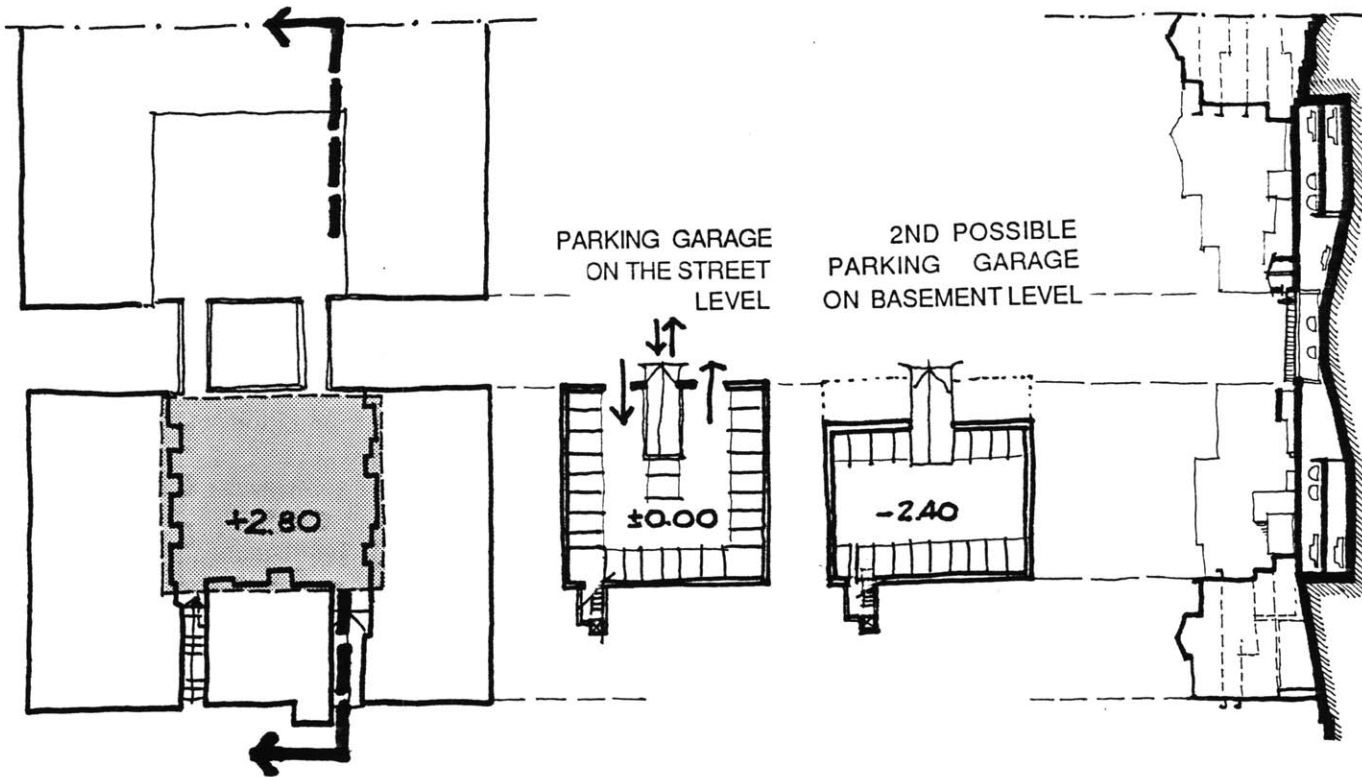 PARKING GARAGE
ON THE STREET
LEVEL
2ND POSSIBLE
PARKING GARAGE
ON BASEMENT LEVEL
+2.80
±0.00
-2.40